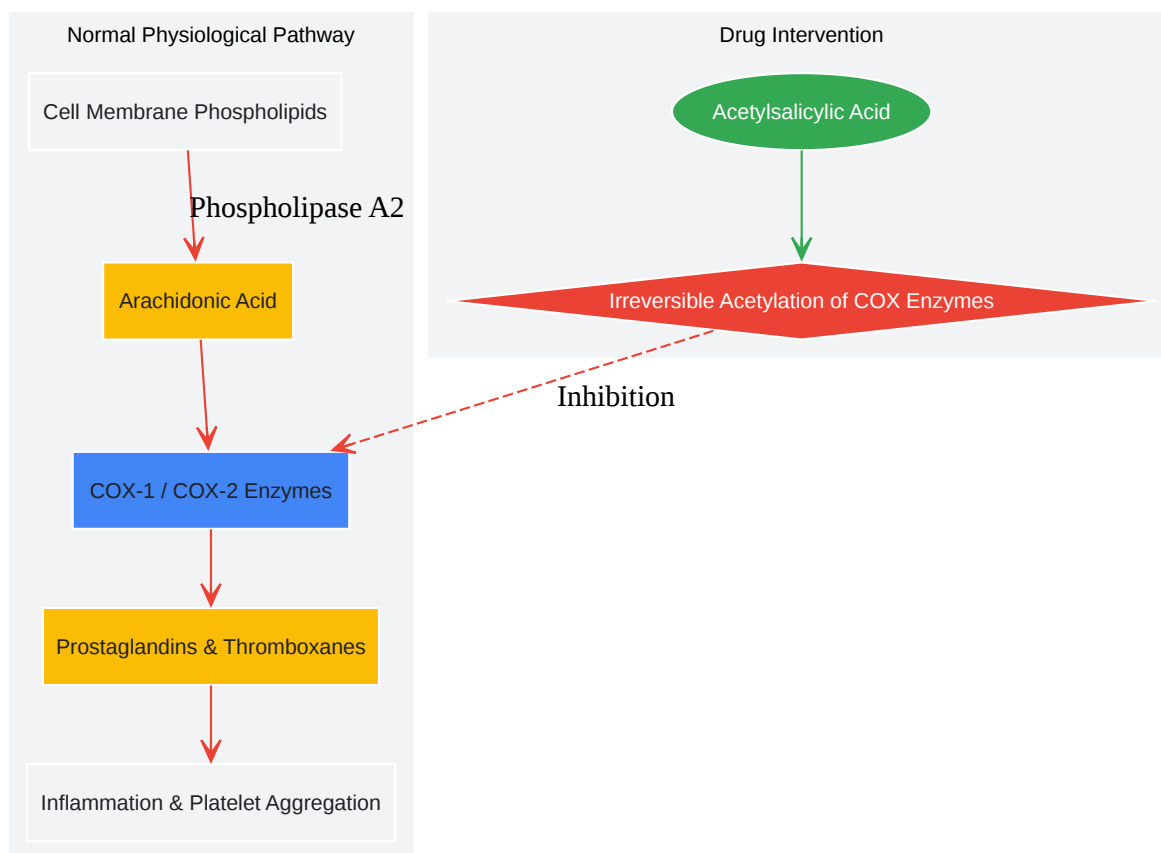 Normal Physiological Pathway
Cell Membrane Phospholipids
Phospholipase A2
Arachidonic Acid
COX-1 / COX-2 Enzymes
Prostaglandins & Thromboxanes
Inflammation & Platelet Aggregation
Drug Intervention
Acetylsalicylic Acid
Irreversible Acetylation of COX Enzymes
Inhibition